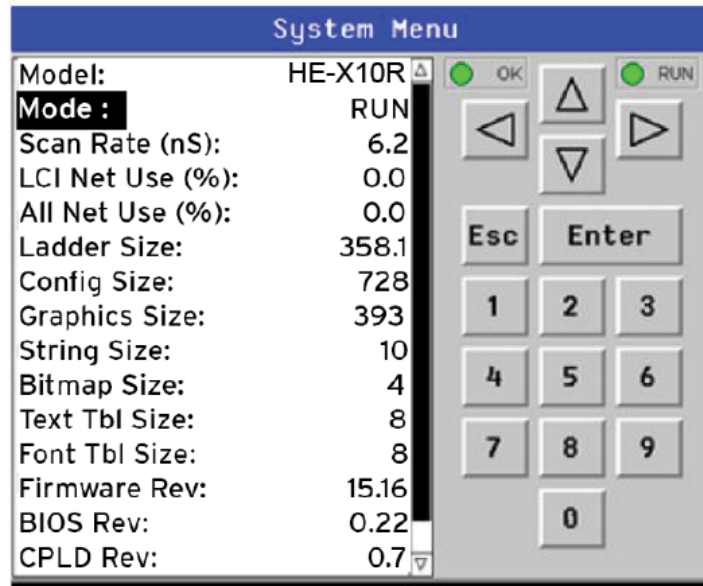 System Menu
Model: HE-X10R
Mode : RUN
Scan Rate (nS): 6.2
LCI Net Use (%): 0.0
All Net Use (%): 0.0
Ladder Size: 358.1
Config Size: 728
Graphics Size: 393
String Size: 10
Bitmap Size: 4
Text Tbl Size: 8
Font Tbl Size: 8
Firmware Rev: 15.16
BIOS Rev: 0.22
CPLD Rev: 0.7
OK RUN
Esc Enter
1 2 3
4 5 6
7 8 9
0